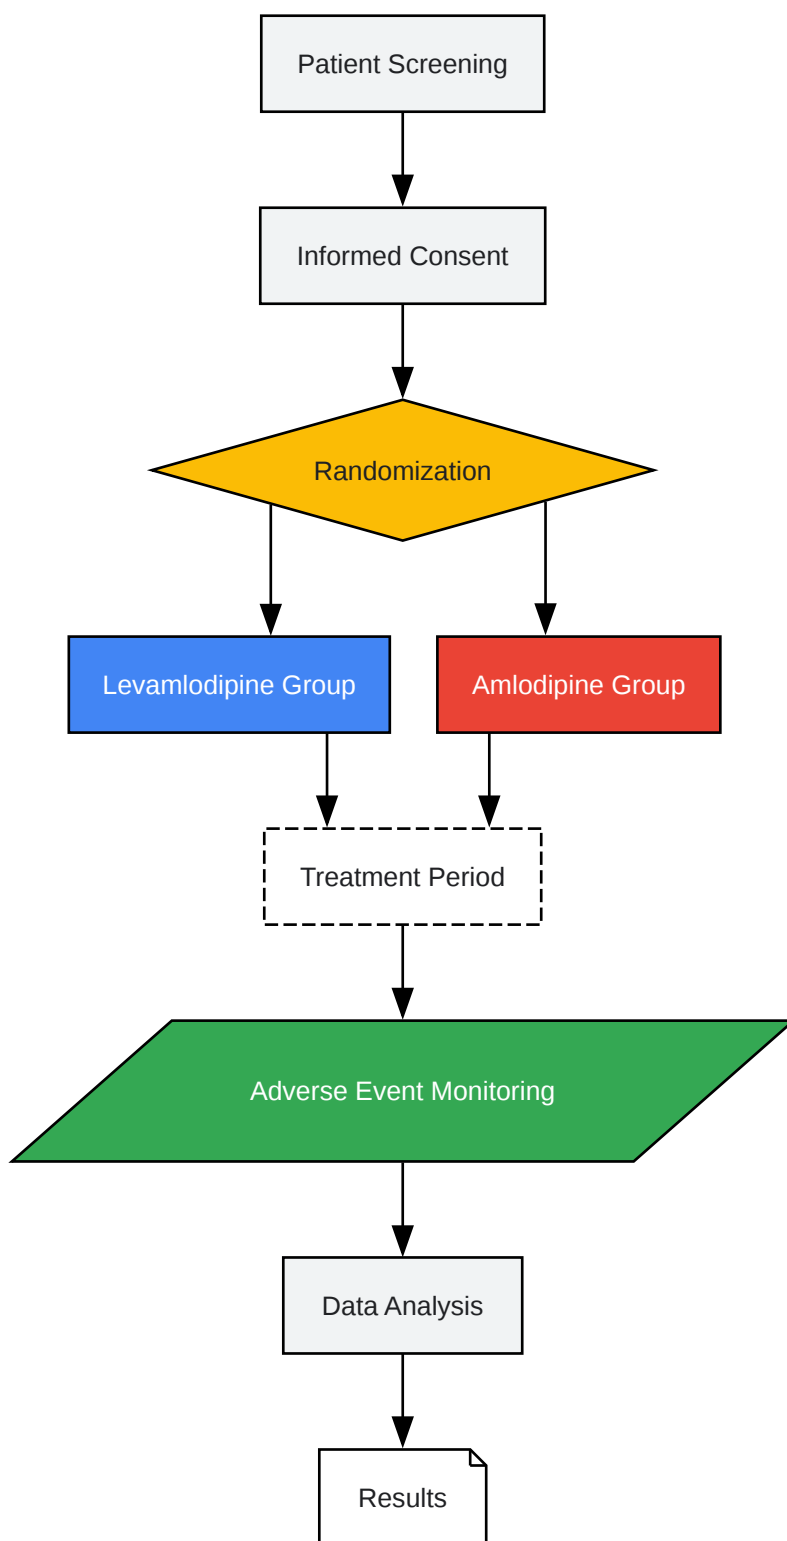 Patient Screening
Informed Consent
Randomization
Levamlodipine Group
Amlodipine Group
Treatment Period
Adverse Event Monitoring
Data Analysis
Results